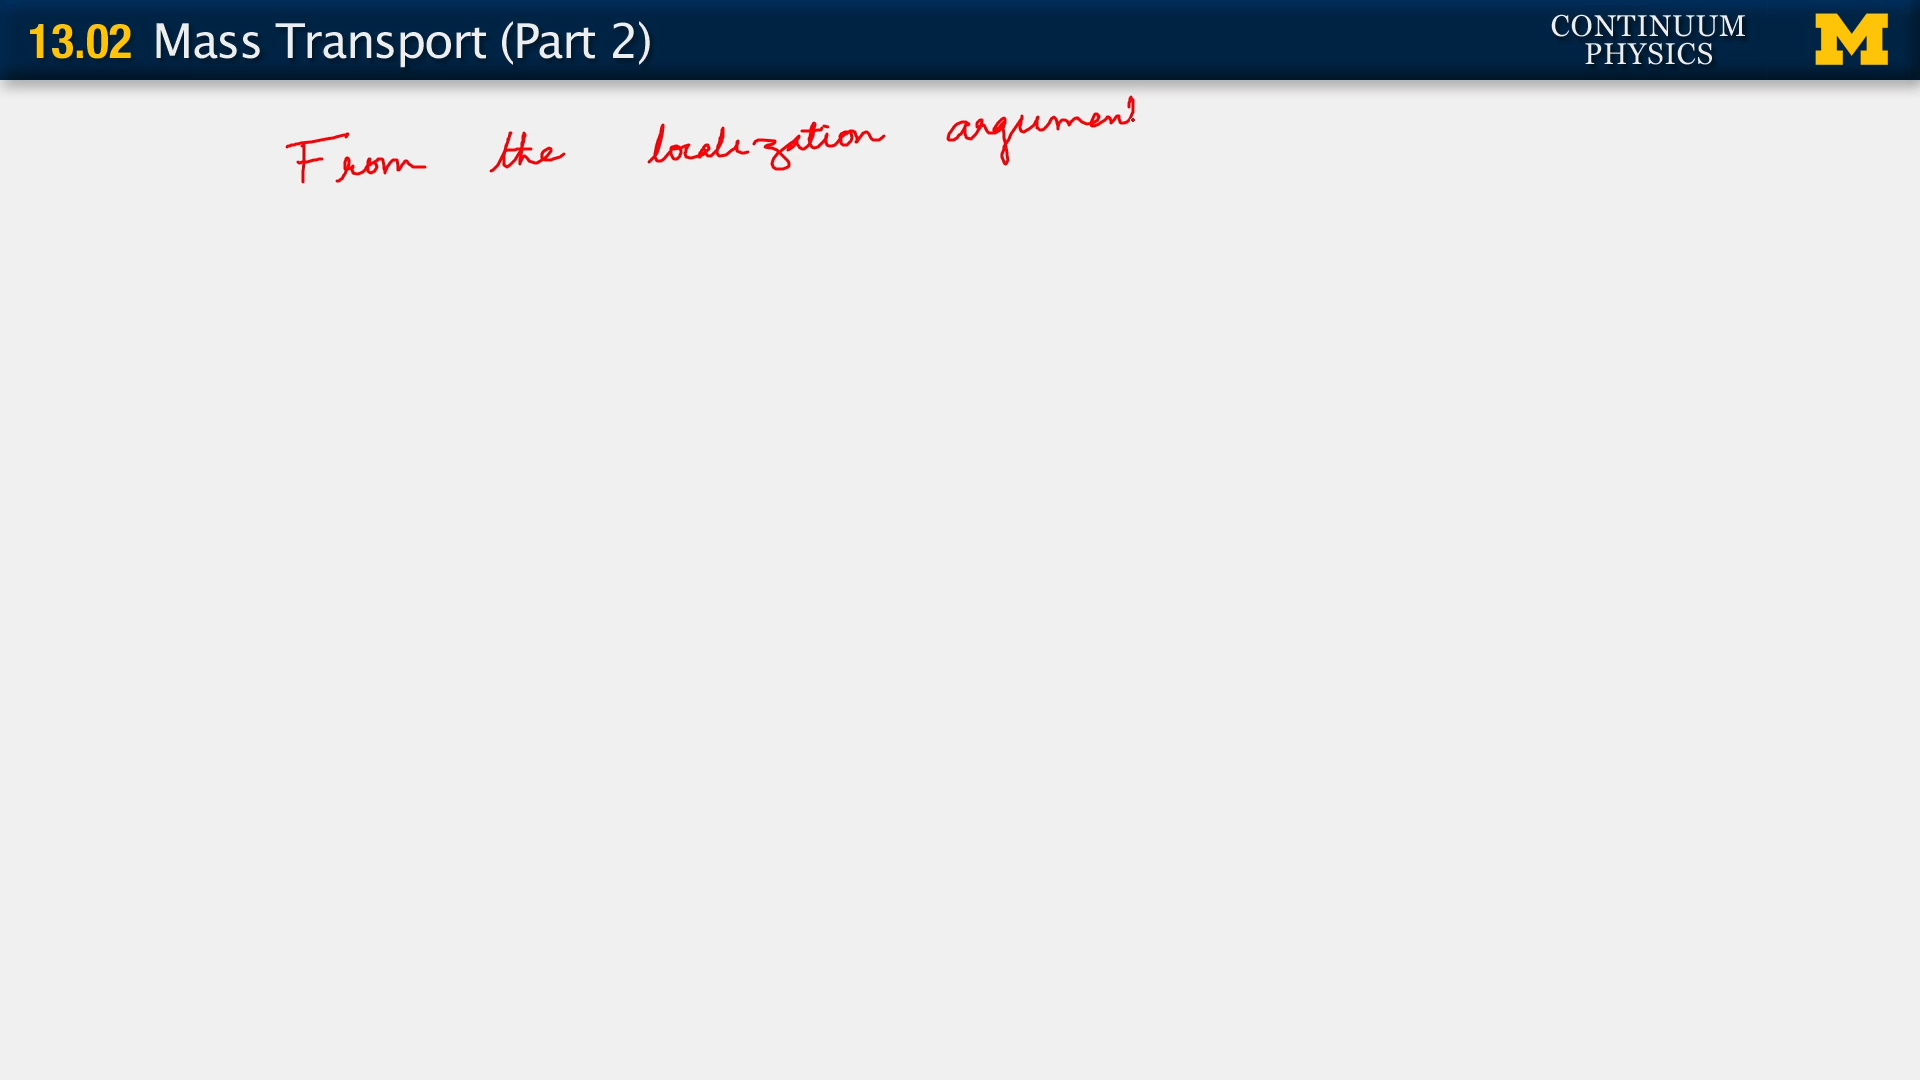 13.02 Mass Transport (Part 2)
CONTINUUM
PHYSICS
M
From the localization argument